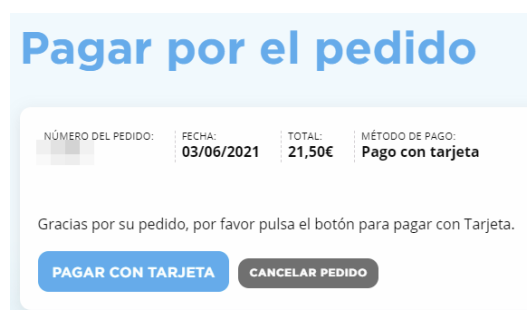 Pagar por el pedido
NÚMERO DEL PEDIDO: FECHA: TOTAL: MÉTODO DE PAGO:
03/06/2021 21,50€ Pago con tarjeta
Gracias por su pedido, por favor pulsa el botón para pagar con Tarjeta.
PAGAR CON TARJETA CANCELAR PEDIDO